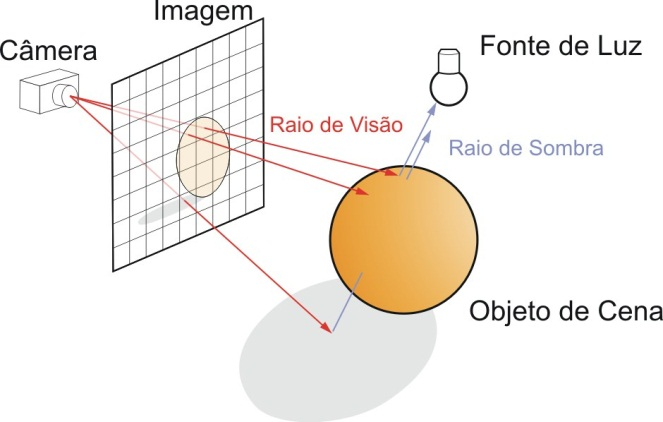 Imagem
Câmera
Fonte de Luz
Raio de Visão
Raio de Sombra
Objeto de Cena